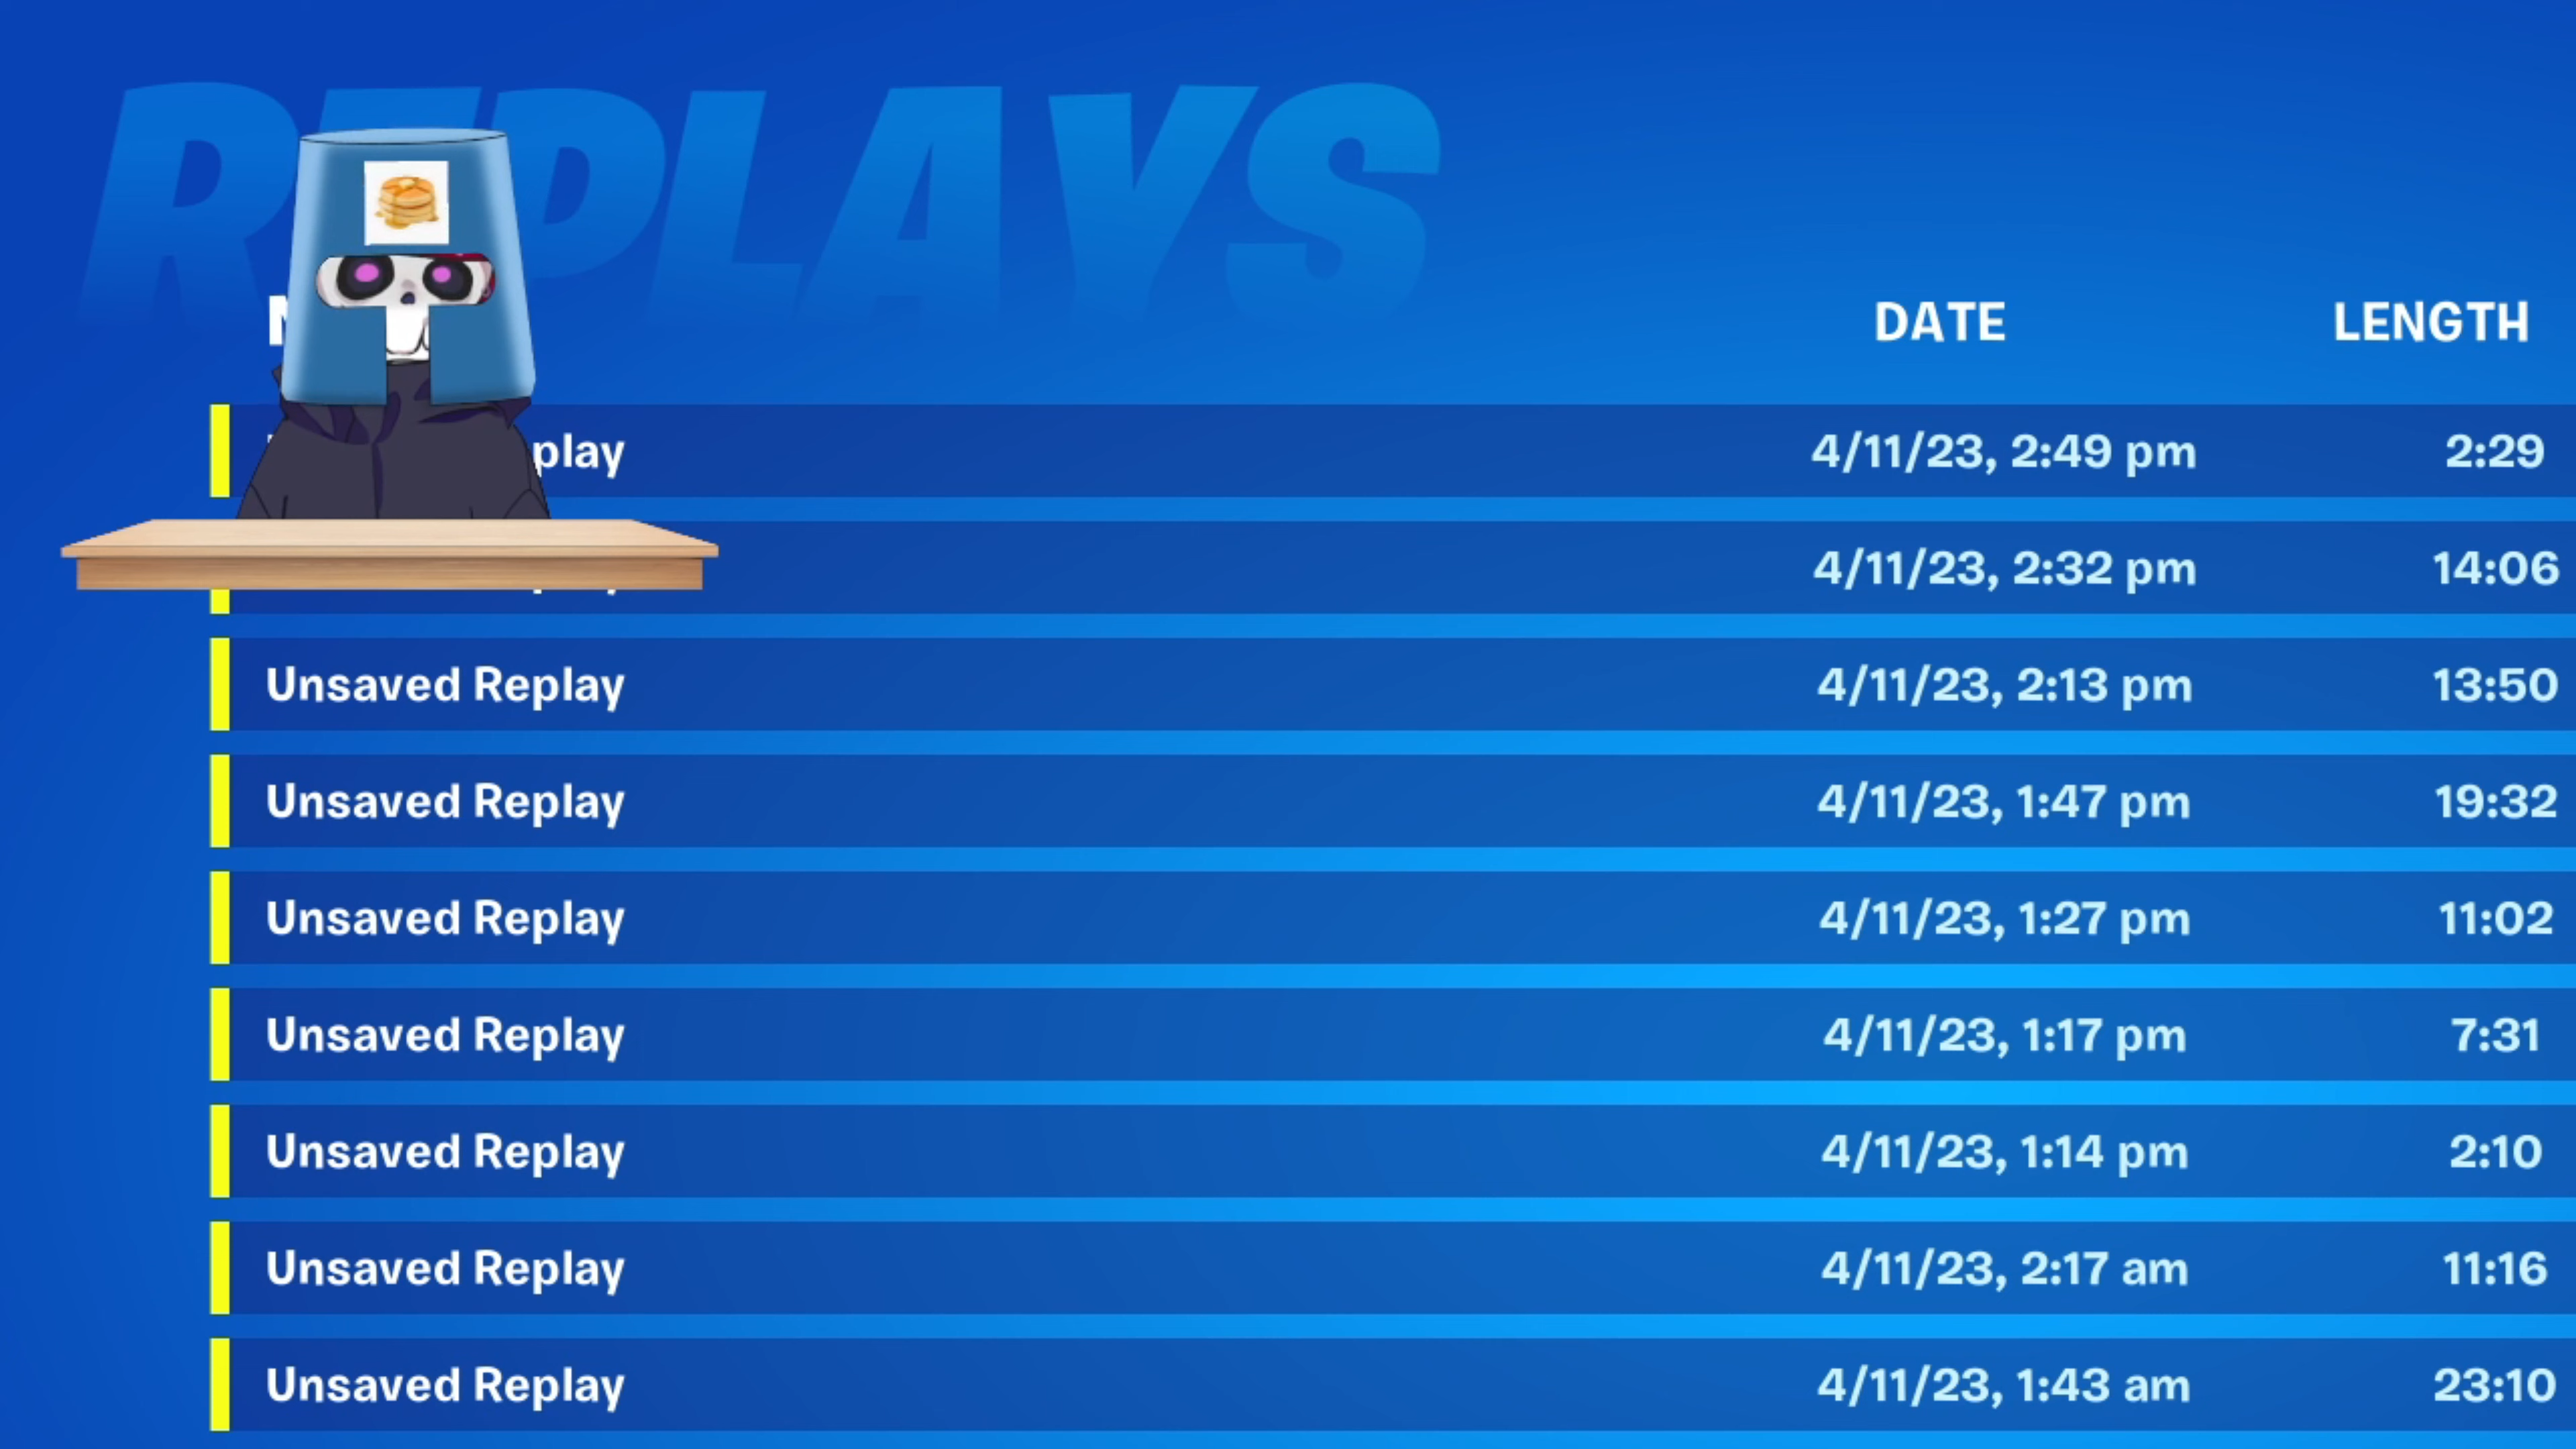 REPLAYS
DATE LENGTH
play 4/11/23, 2:49 pm 2:29
4/11/23, 2:32 pm 14:06
Unsaved Replay 4/11/23, 2:13 pm 13:50
Unsaved Replay 4/11/23, 1:47 pm 19:32
Unsaved Replay 4/11/23, 1:27 pm 11:02
Unsaved Replay 4/11/23, 1:17 pm 7:31
Unsaved Replay 4/11/23, 1:14 pm 2:10
Unsaved Replay 4/11/23, 2:17 am 11:16
Unsaved Replay 4/11/23, 1:43 am 23:10